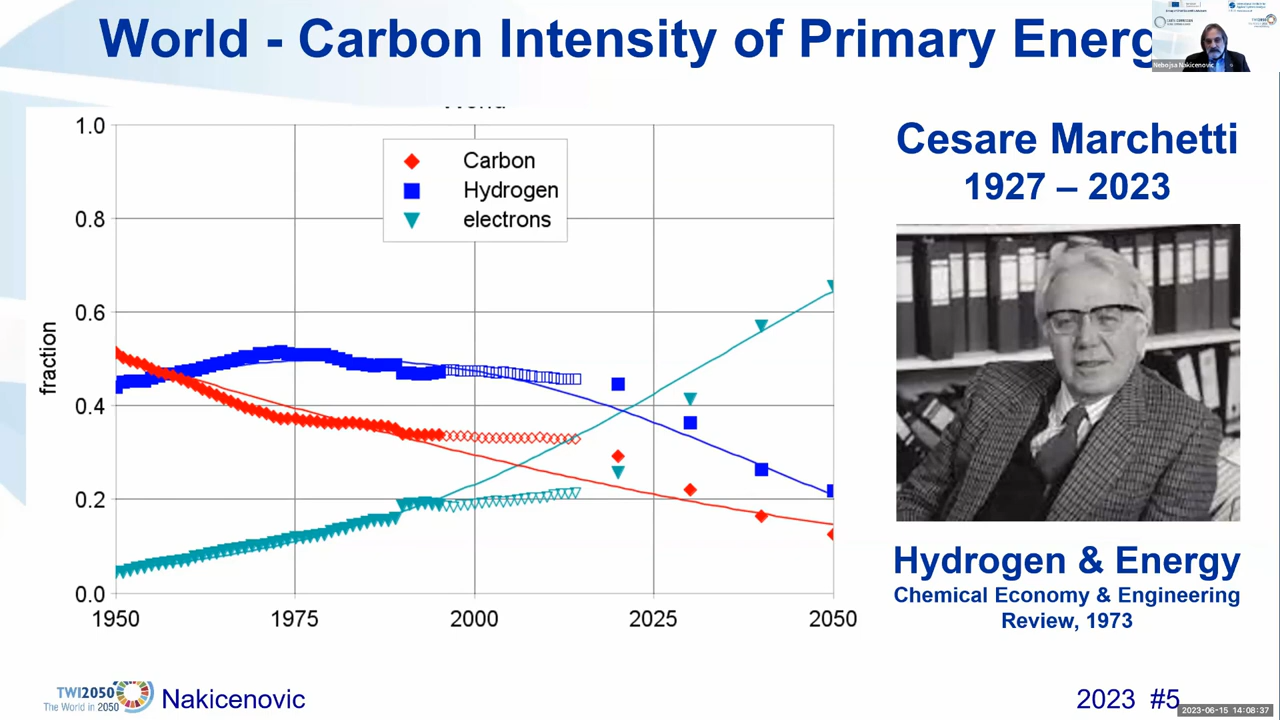 World - Carbon Intensity of Primary Energ
Nebojsa Nakicenovic
World
1.0
0.8
0.6
0.4
0.2
0.0
fraction
Carbon
Hydrogen
electrons
1950
1975
2000
2025
2050
Cesare Marchetti
1927 – 2023
Hydrogen & Energy
Chemical Economy & Engineering
Review, 1973
TWI2050
The World in 2050
Nakicenovic
2023 #5
2023-06-15 14:08:37